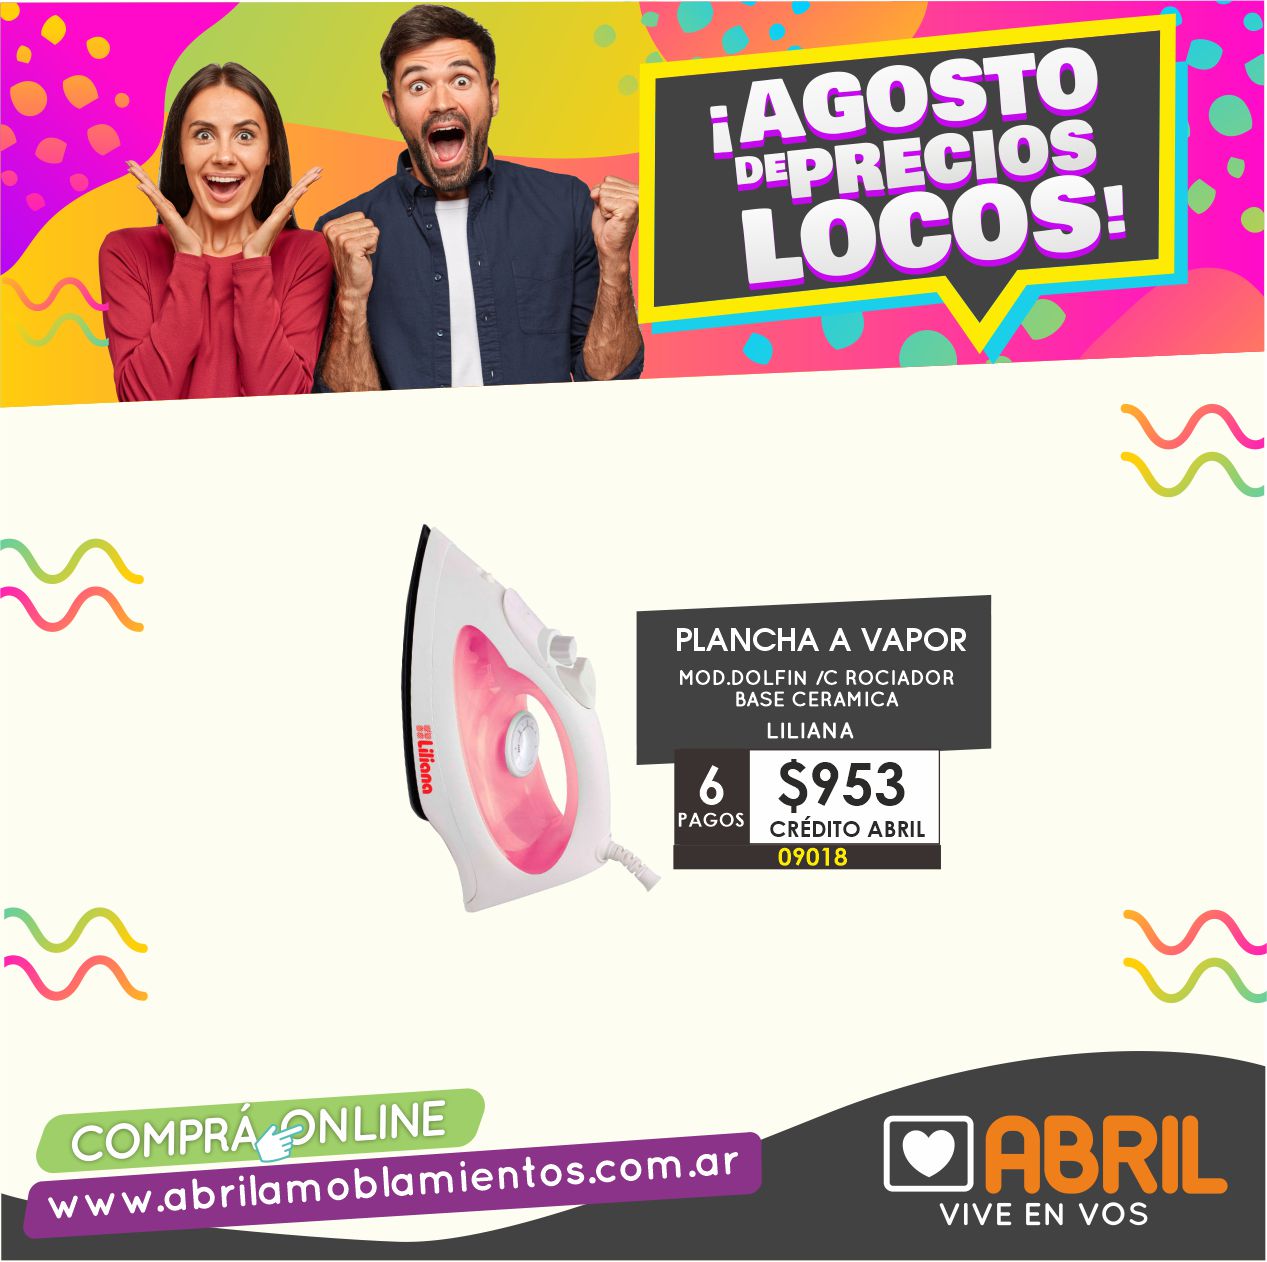 ¡AGOSTO
DE PRECIOS
LOCOS!
Liliana
PLANCHA A VAPOR
MOD.DOLFIN /C ROCIADOR
BASE CERAMICA
LILIANA
6
PAGOS
$953
CRÉDITO ABRIL
09018
COMPRÁ ONLINE
www.abrilamoblamientos.com.ar
ABRIL
VIVE EN VOS